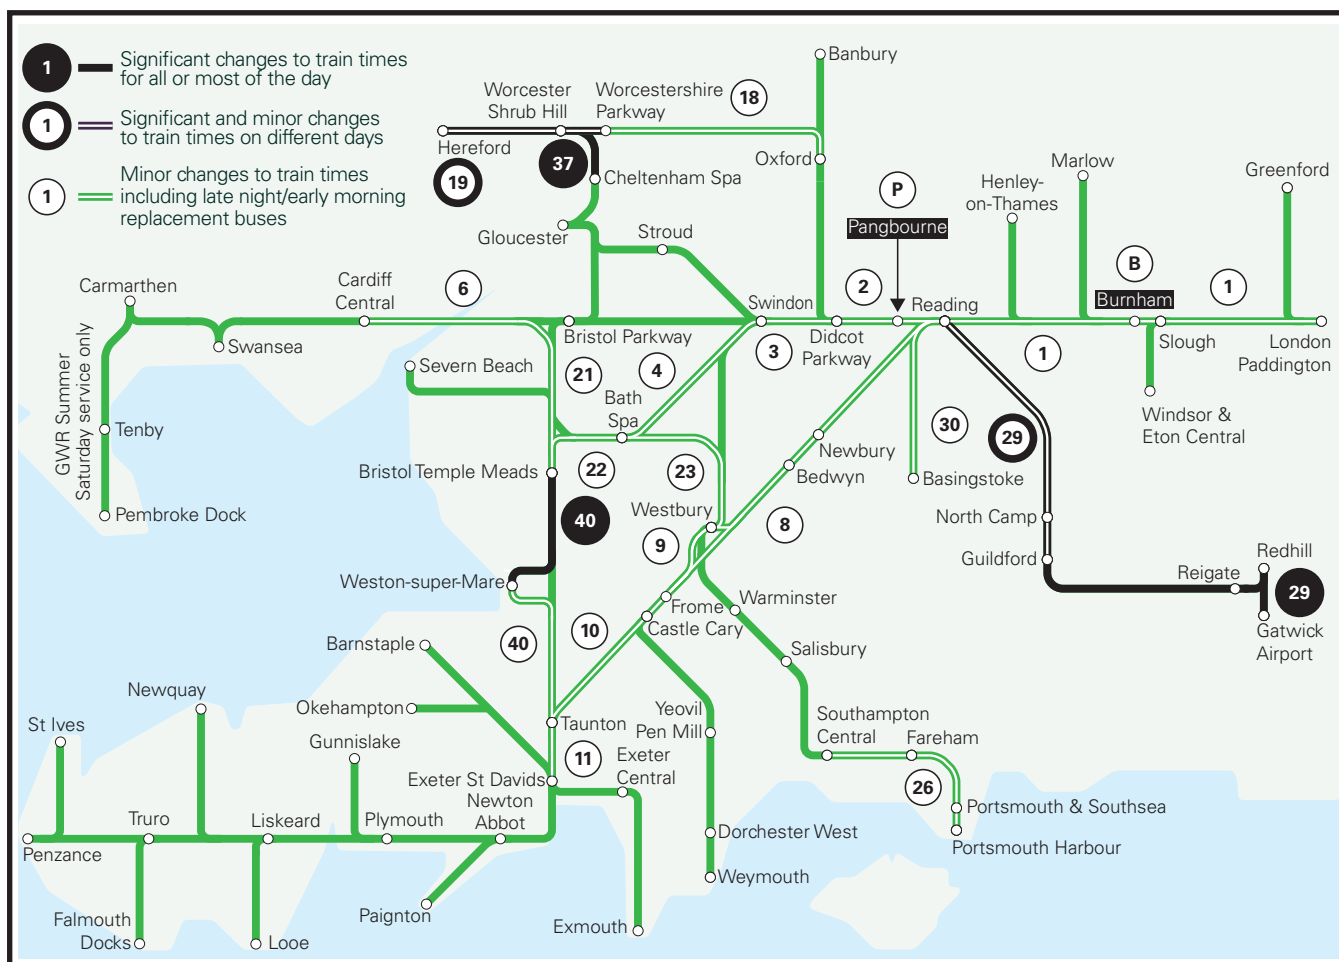 1
Significant changes to train times
for all or most of the day
1
Significant and minor changes
to train times on different days
1
Minor changes to train times
including late night/early morning
replacement buses
Banbury
Worcester
Shrub Hill
Worcestershire
Parkway
18
Hereford
19
37
Oxford
Cheltenham Spa
Gloucester
Stroud
P
Pangbourne
Henley-
on-Thames
Marlow
Greenford
B
Burnham
1
Carmarthen
Cardiff
Central
6
Swansea
Bristol Parkway
Swindon
2
Reading
Didcot
Parkway
3
1
Slough
London
Paddington
GWR Summer
Saturday service only
Severn Beach
21
4
Bath
Spa
Tenby
Windsor &
Eton Central
Newbury
30
29
Bedwyn
Basingstoke
Bristol Temple Meads
22
23
Pembroke Dock
40
Westbury
8
North Camp
9
Guildford
Redhill
Reigate
29
Gatwick
Airport
Weston-super-Mare
Frome
Warminster
Castle Cary
Barnstaple
40
10
Salisbury
Newquay
Okehampton
Yeovil
Pen Mill
Taunton
Southampton
Central
Fareham
St Ives
Gunnislake
11
Exeter
Central
Exeter St Davids
26
Newton
Abbot
Portsmouth & Southsea
Truro
Liskeard
Plymouth
Dorchester West
Portsmouth Harbour
Penzance
Weymouth
Paignton
Falmouth
Docks
Looe
Exmouth